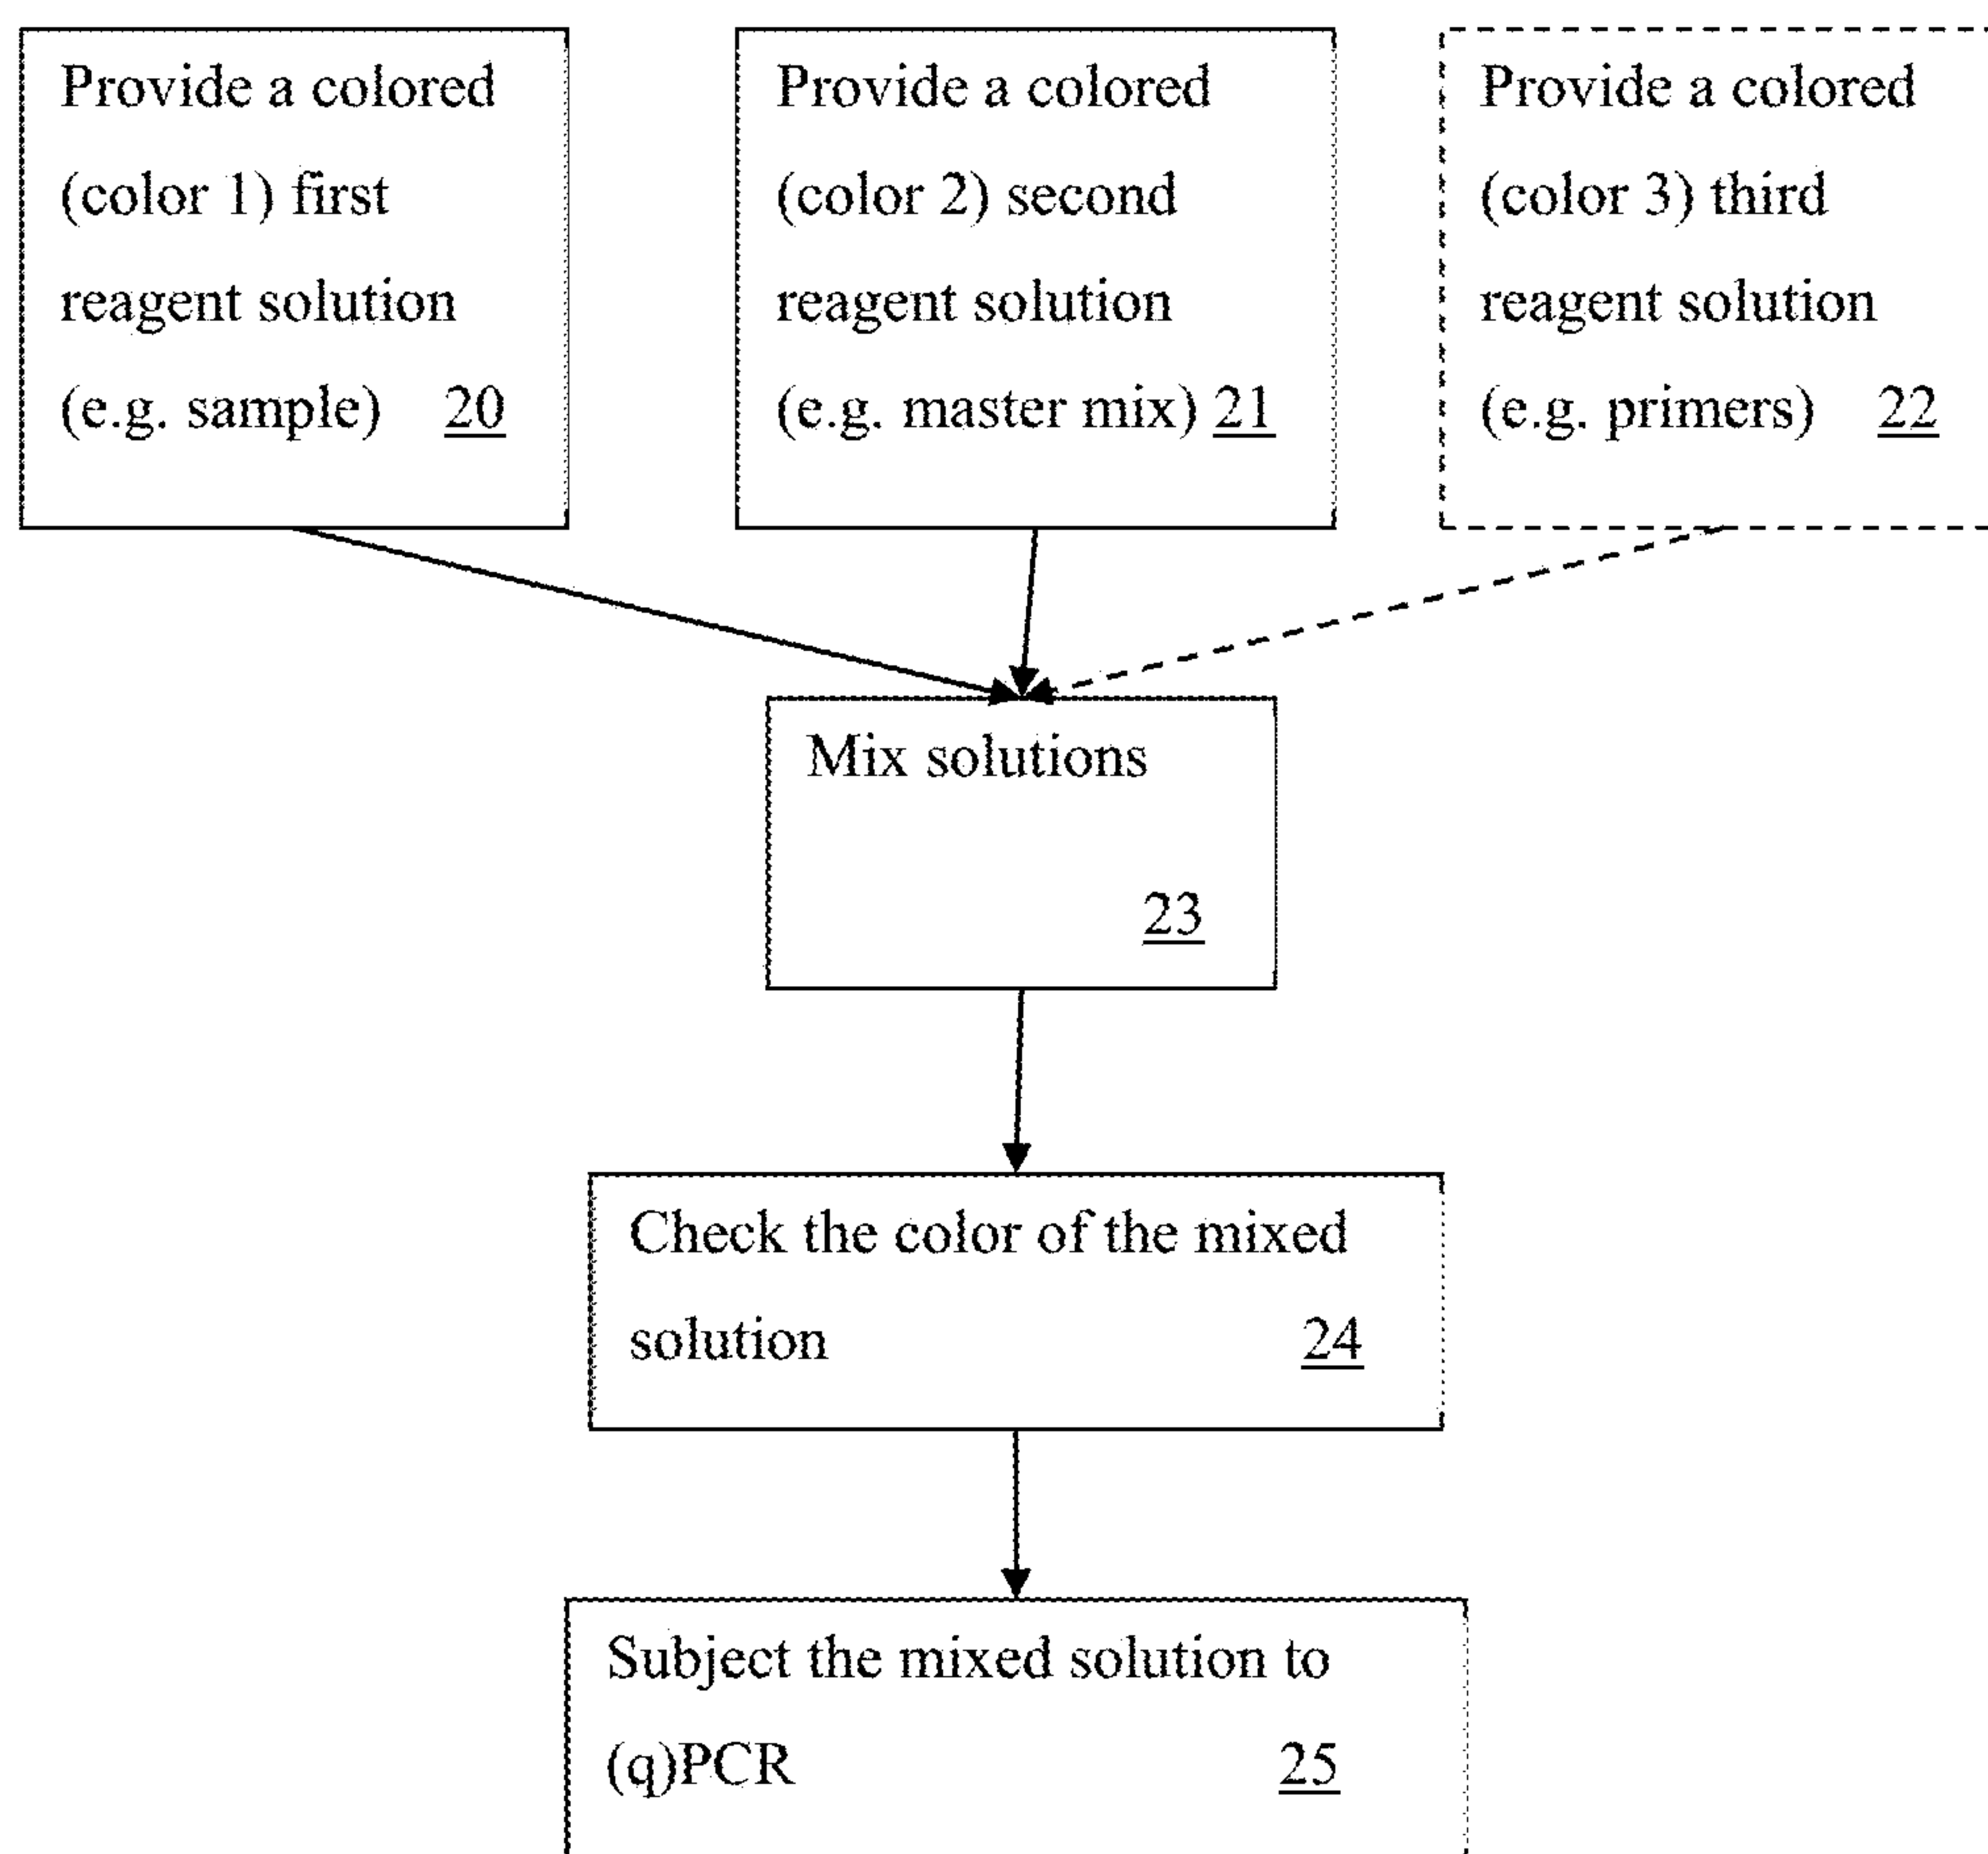 Provide a colored
(color 1) first
reagent solution
(e.g. sample) 20
Provide a colored
(color 2) second
reagent solution
(e.g. master mix) 21
Provide a colored
(color 3) third
reagent solution
(e.g. primers) 22
Mix solutions
23
Check the color of the mixed
solution 24
Subject the mixed solution to
(q)PCR 25